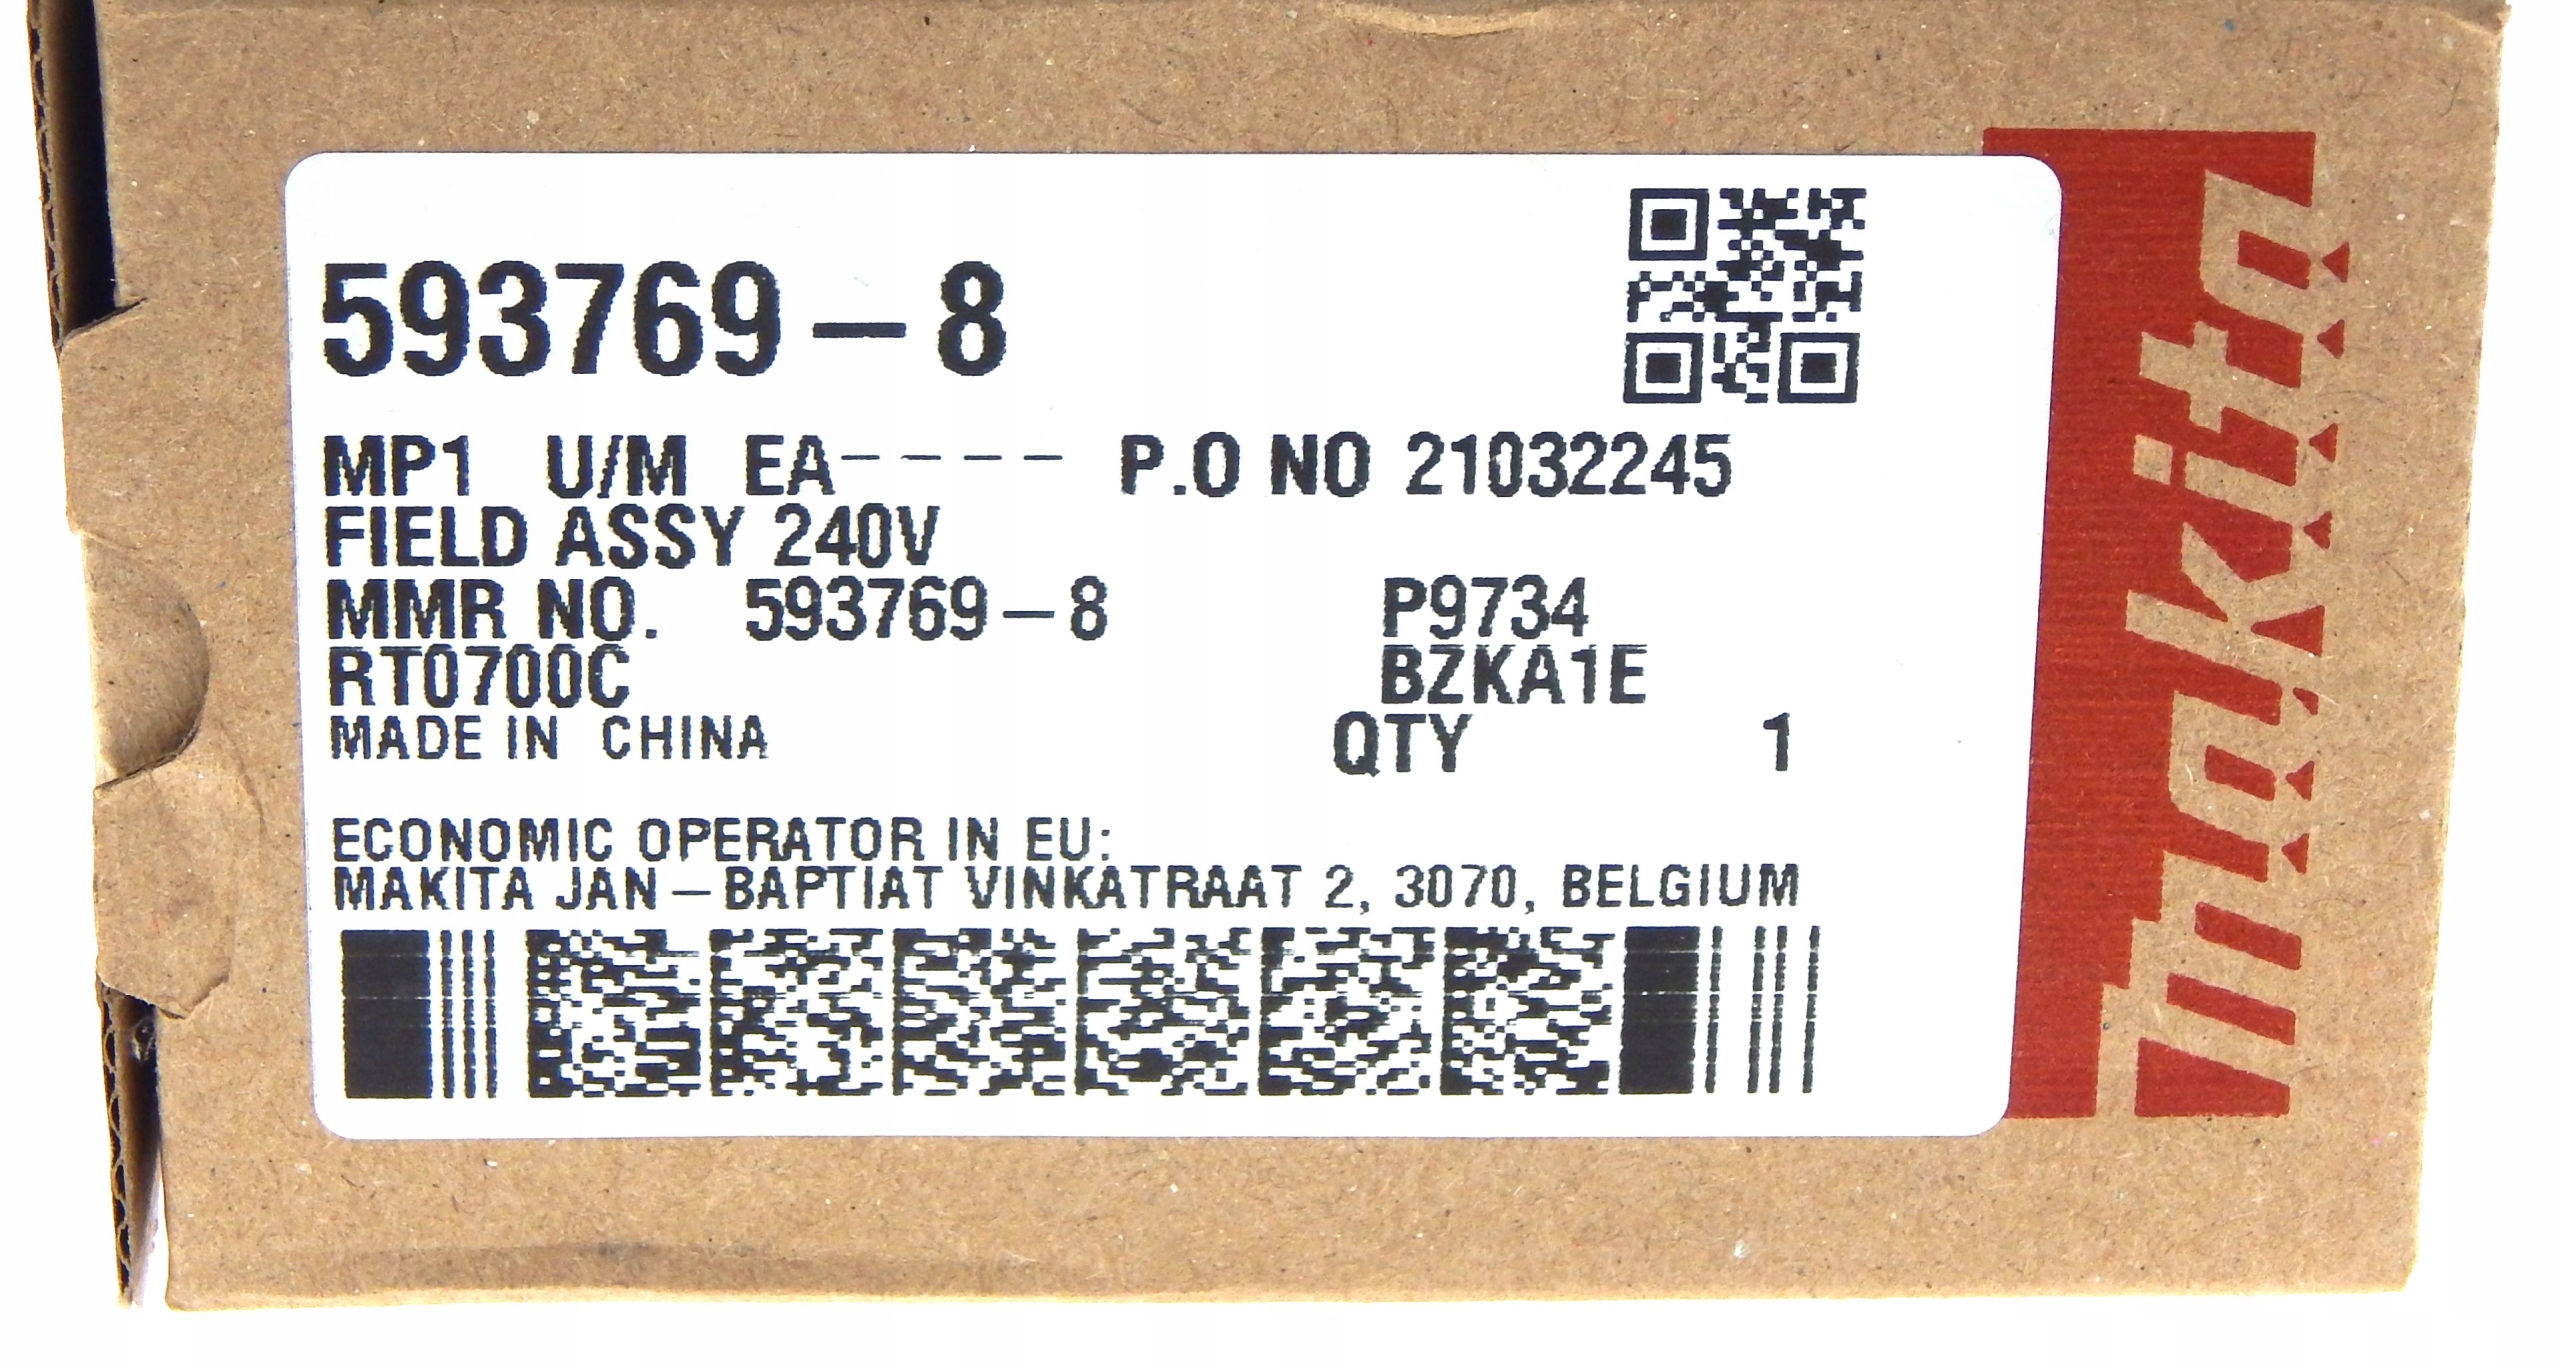 593769-8
MP1 U/M EA---- P.O NO 21032245
FIELD ASSY 240V
MMR NO. 593769-8 P9734
RT0700C BZKA1E
MADE IN CHINA QTY 1
ECONOMIC OPERATOR IN EU:
MAKITA JAN-BAPTIAT VINKATRAAT 2, 3070, BELGIUM
makita